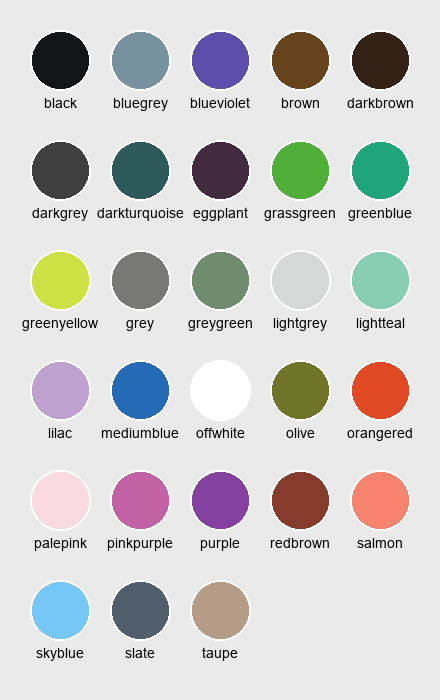 black bluegrey blueviolet brown darkbrown
darkgrey darkturquoise eggplant grassgreen greenblue
greenyellow grey greygreen lightgrey lightteal
lilac mediumblue offwhite olive orangered
palepink pinkpurple purple redbrown salmon
skyblue slate taupe